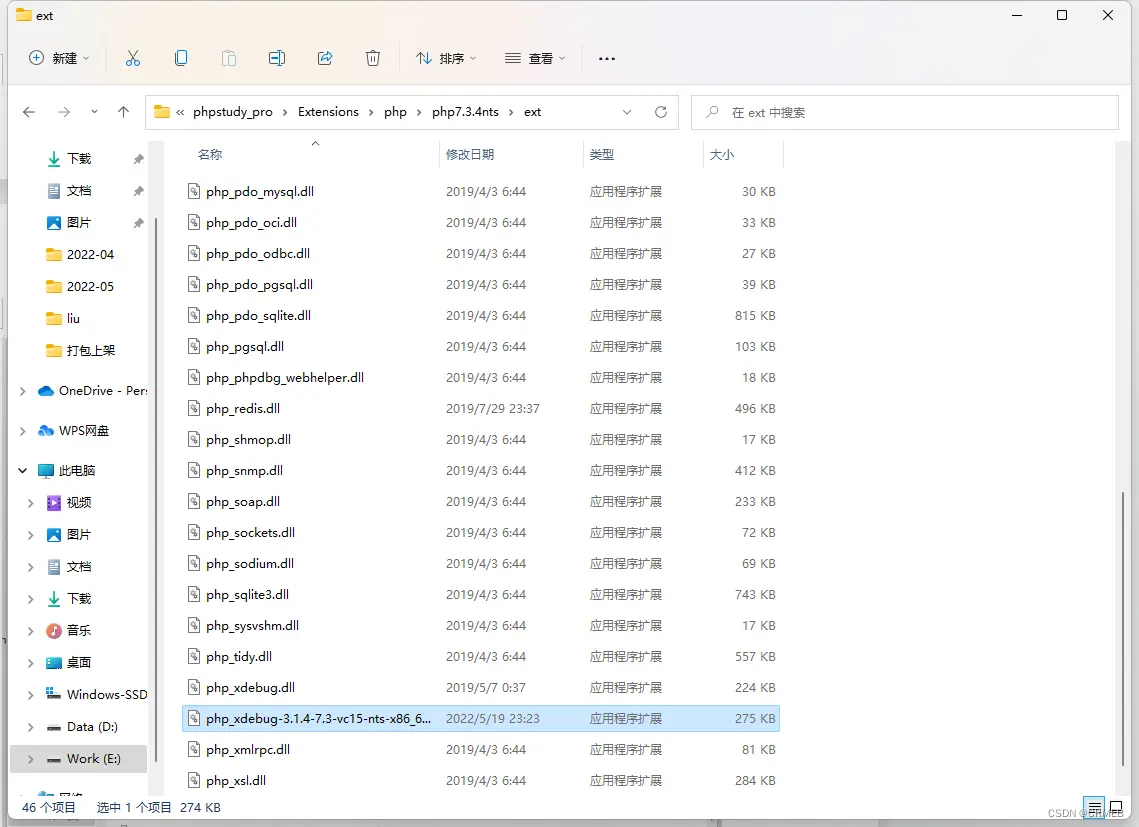 ext
新建
排序
查看
phpstudy_pro
Extensions
php
php7.3.4nts
ext
在 ext 中搜索
下载
文档
图片
2022-04
2022-05
liu
打包上架
OneDrive - Pers
WPS网盘
此电脑
视频
图片
文档
下载
音乐
桌面
Windows-SSD
Data (D:)
Work (E:)
网络
名称 修改日期 类型 大小
php_pdo_mysql.dll 2019/4/3 6:44 应用程序扩展 30 KB
php_pdo_oci.dll 2019/4/3 6:44 应用程序扩展 33 KB
php_pdo_odbc.dll 2019/4/3 6:44 应用程序扩展 27 KB
php_pdo_pgsql.dll 2019/4/3 6:44 应用程序扩展 39 KB
php_pdo_sqlite.dll 2019/4/3 6:44 应用程序扩展 815 KB
php_pgsql.dll 2019/4/3 6:44 应用程序扩展 103 KB
php_phpdbg_webhelper.dll 2019/4/3 6:44 应用程序扩展 18 KB
php_redis.dll 2019/7/29 23:37 应用程序扩展 496 KB
php_shmop.dll 2019/4/3 6:44 应用程序扩展 17 KB
php_snmp.dll 2019/4/3 6:44 应用程序扩展 412 KB
php_soap.dll 2019/4/3 6:44 应用程序扩展 233 KB
php_sockets.dll 2019/4/3 6:44 应用程序扩展 72 KB
php_sodium.dll 2019/4/3 6:44 应用程序扩展 69 KB
php_sqlite3.dll 2019/4/3 6:44 应用程序扩展 743 KB
php_sysvshm.dll 2019/4/3 6:44 应用程序扩展 17 KB
php_tidy.dll 2019/4/3 6:44 应用程序扩展 557 KB
php_xdebug.dll 2019/5/7 0:37 应用程序扩展 224 KB
php_xdebug-3.1.4-7.3-vc15-nts-x86_6... 2022/5/19 23:23 应用程序扩展 275 KB
php_xmlrpc.dll 2019/4/3 6:44 应用程序扩展 81 KB
php_xsl.dll 2019/4/3 6:44 应用程序扩展 284 KB
46 个项目 选中 1 个项目 274 KB